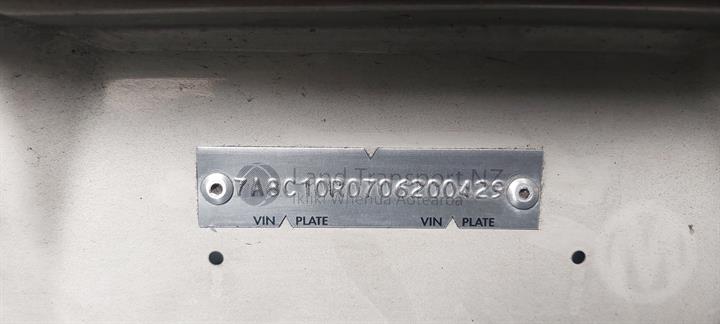 Land Transport NZ
7A8C10R0706200429
Ikiiki Whenua Aotearoa
VIN PLATE VIN PLATE